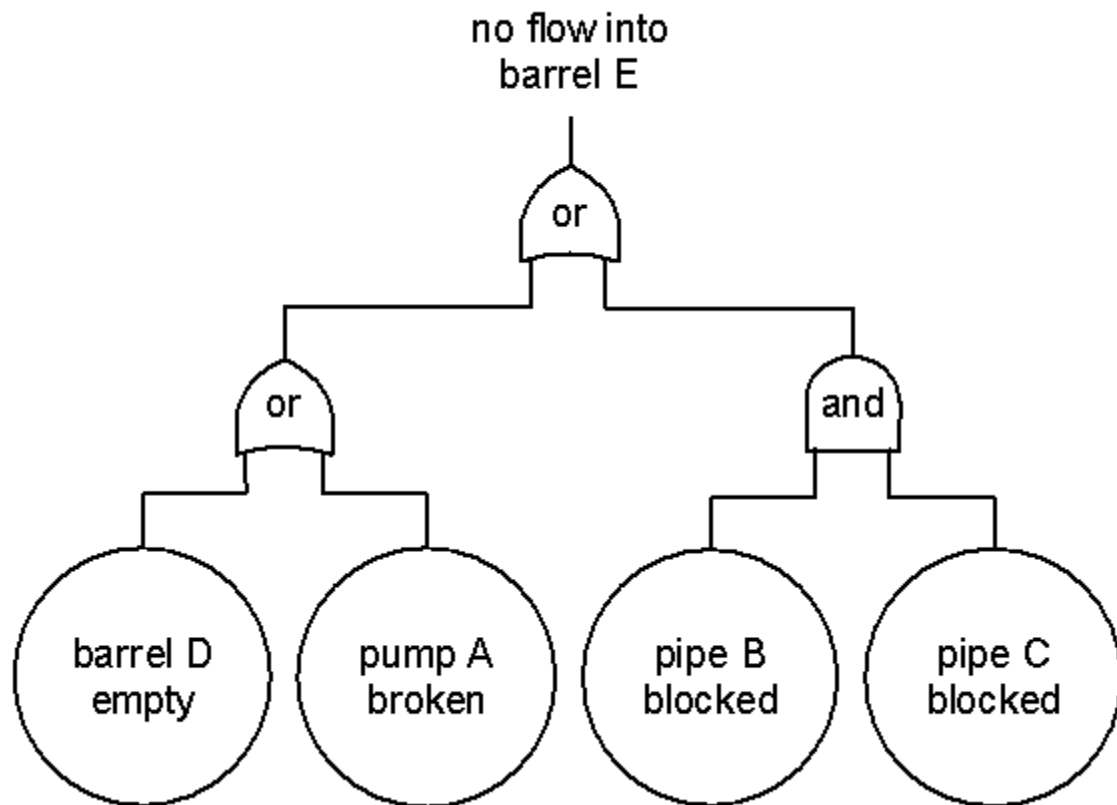 no flow into
barrel E
or
or
and
barrel D
empty
pump A
broken
pipe B
blocked
pipe C
blocked